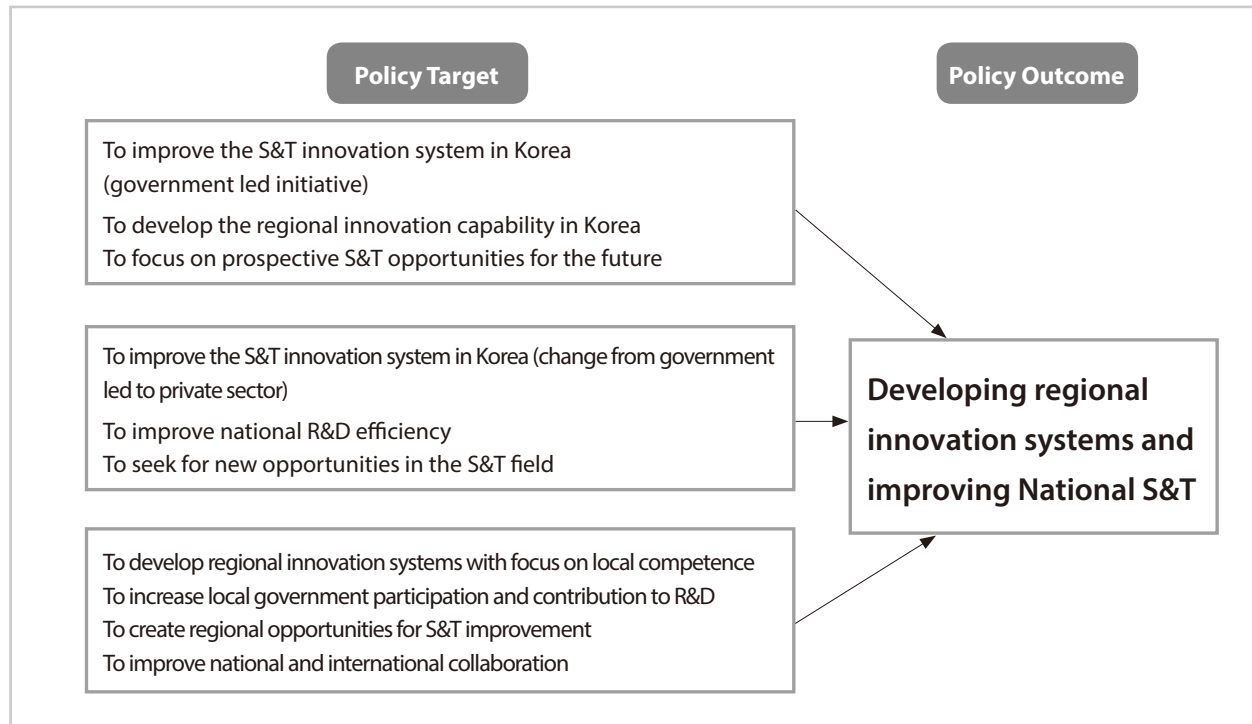 Policy Target
Policy Outcome
To improve the S&T innovation system in Korea
(government led initiative)
To develop the regional innovation capability in Korea
To focus on prospective S&T opportunities for the future
To improve the S&T innovation system in Korea (change from government
led to private sector)
To improve national R&D efficiency
To seek for new opportunities in the S&T field
To develop regional innovation systems with focus on local competence
To increase local government participation and contribution to R&D
To create regional opportunities for S&T improvement
To improve national and international collaboration
Developing regional
innovation systems and
improving National S&T